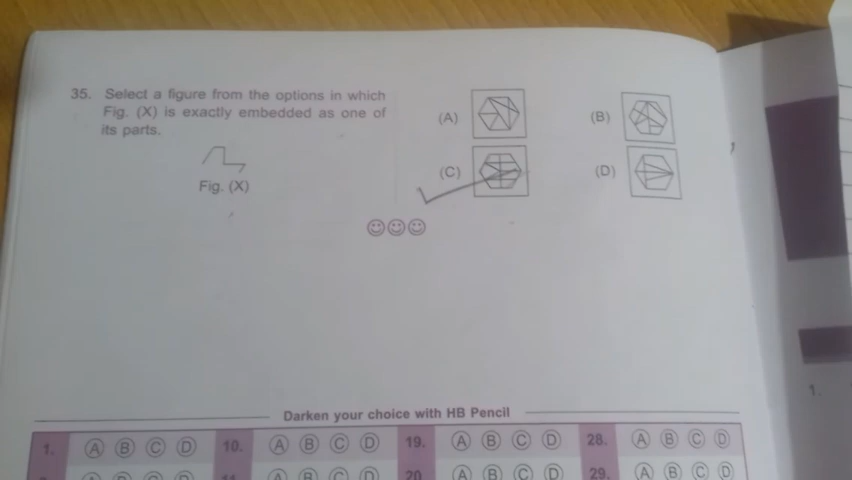 35. Select a figure from the options in which
Fig. (X) is exactly embedded as one of
its parts.
Fig. (X)
(A)
(B)
(C)
(D)
Darken your choice with HB Pencil
1. A B C D 10. A B C D 19. A B C D 28. A B C D
A B C D A B C D 20 A B C D 29. A B C D
1.